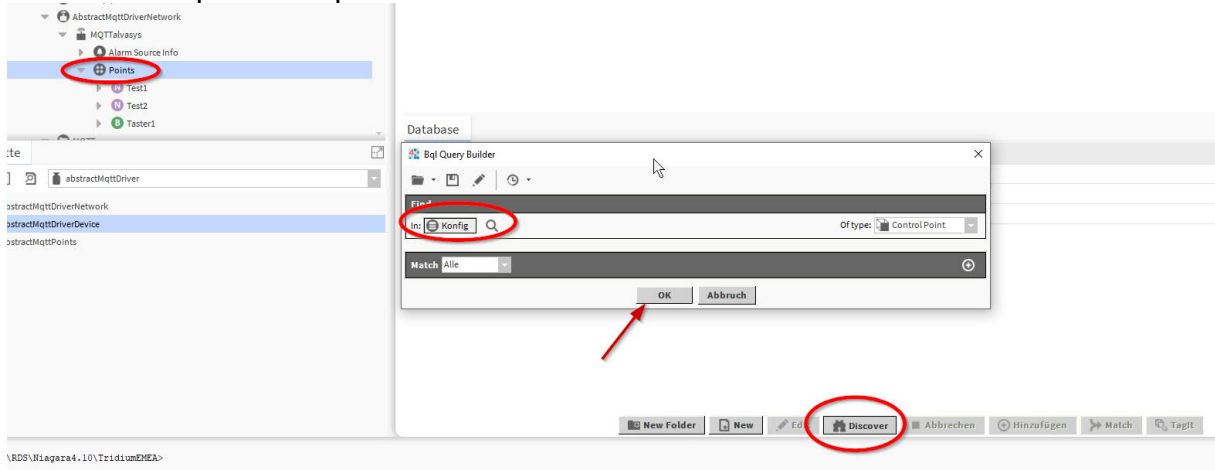 AbstractMqttDriverNetwork
MQTTalvasys
Alarm Source Info
Points
Test1
Test2
Taster1
Database
Bql Query Builder
abstractMqttDriver
bstractMqttDriverNetwork
bstractMqttDriverDevice
bstractMqttPoints
Find
In: Konfig
Of type: Control Point
Match Alle
OK Abbruch
New Folder New Edi Discover Abbrechen Hinzufügen Match TagIt
\RDS\Niagara4.10\TridiumEMEA>